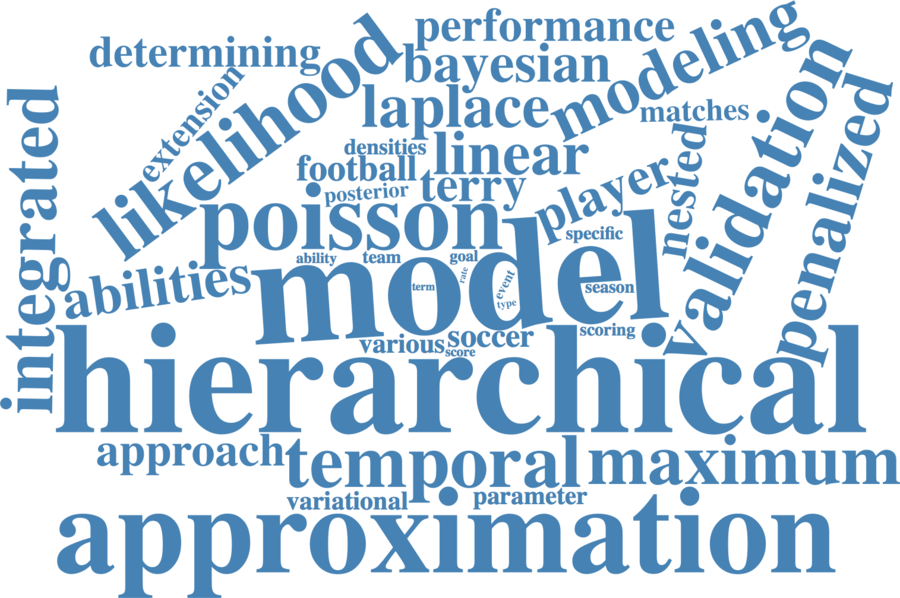 performance
determining
bayesian
modeling
likelihood
extension
laplace
matches
validation
penalized
integrated
densities
linear
football
nested
player
posterior
terry
poisson
specific
abilities
ability
team
goal
model
rate
event
term
type
season
scoring
various
soccer
score
hierarchical
approach
temporal
maximum
variational
parameter
approximation